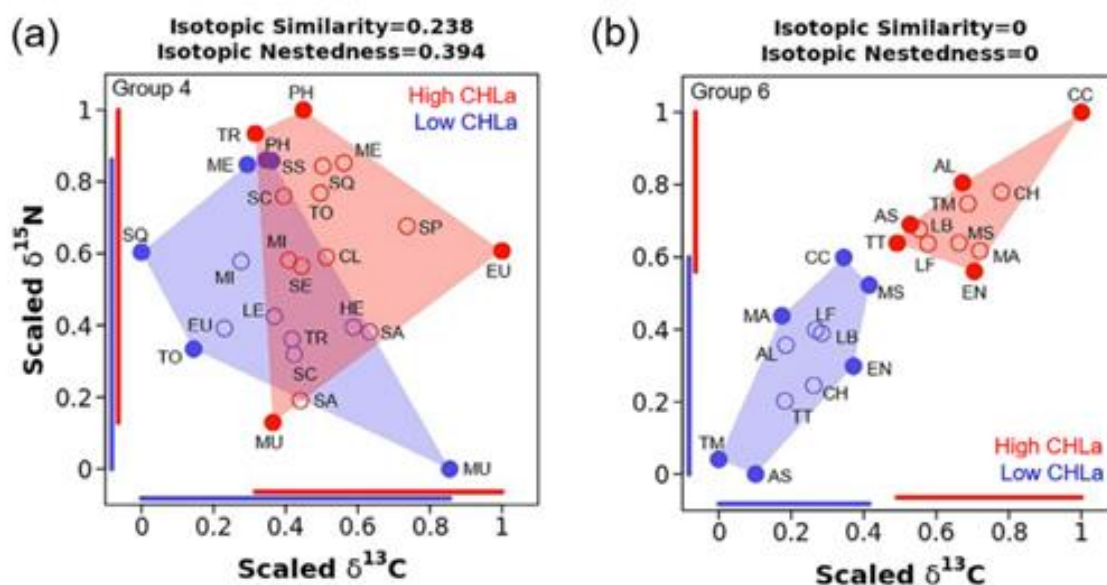 (a)
Isotopic Similarity=0.238
Isotopic Nestedness=0.394
Group 4
High CHLa
Low CHLa
PH
TR
PH
ME
SS
ME
SQ
SC
TO
SP
SQ
MI
CL
MI
SE
EU
LE
HE
EU
SA
TR
TO
SC
SA
MU
MU
1
0.8
0.6
0.4
0.2
0
Scaled δ15N
0 0.2 0.4 0.6 0.8 1
Scaled δ13C
(b)
Isotopic Similarity=0
Isotopic Nestedness=0
Group 6
CC
AL
CH
TM
AS
LB
MS
TT
LF
MA
CC
EN
MS
MA
LF
LB
AL
EN
CH
TT
TM
AS
High CHLa
Low CHLa
1
0.8
0.6
0.4
0.2
0
0 0.2 0.4 0.6 0.8 1
Scaled δ13C